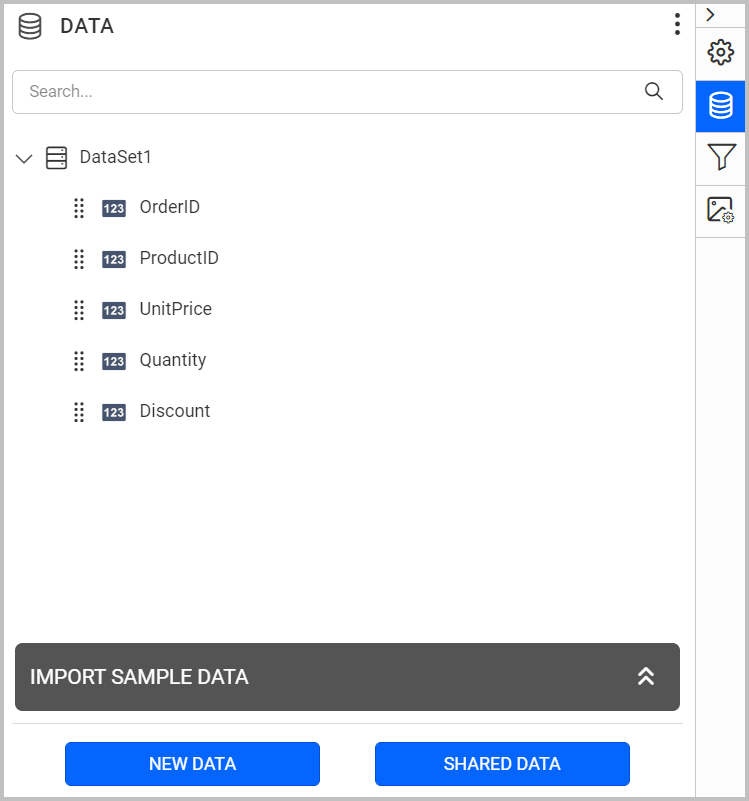 DATA
Search...
DataSet1
123 OrderID
123 ProductID
123 UnitPrice
123 Quantity
123 Discount
IMPORT SAMPLE DATA
NEW DATA SHARED DATA